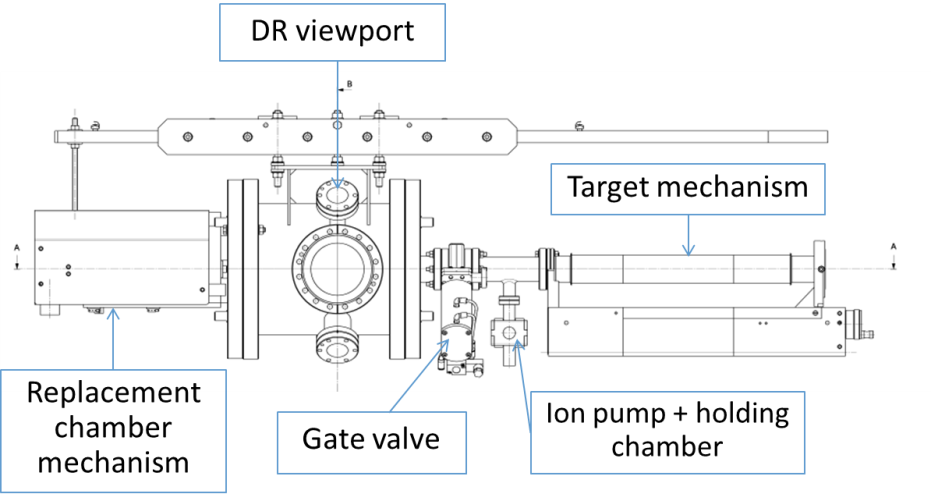 DR viewport
B
Target mechanism
A
A
Replacement
chamber
mechanism
Gate valve
Ion pump + holding
chamber